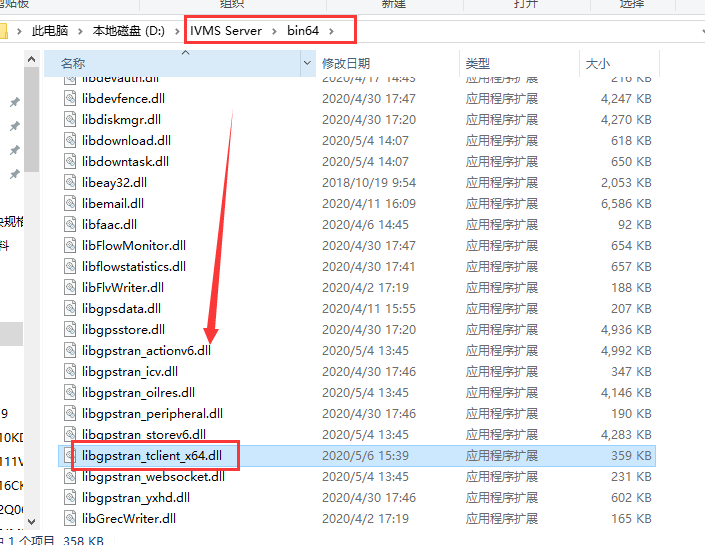 剪贴板 组织 新建 打开 选择
此电脑 › 本地磁盘 (D:) › IVMS Server › bin64 ›
名称 修改日期 类型 大小
libdevauth.dll 2020/4/17 14:43 应用程序扩展 216 KB
libdevfence.dll 2020/4/30 17:47 应用程序扩展 4,247 KB
libdiskmgr.dll 2020/4/30 17:20 应用程序扩展 4,270 KB
libdownload.dll 2020/5/4 14:07 应用程序扩展 618 KB
libdowntask.dll 2020/5/4 14:07 应用程序扩展 650 KB
libeay32.dll 2018/10/19 9:54 应用程序扩展 2,053 KB
libemail.dll 2020/4/11 16:09 应用程序扩展 6,586 KB
libfaac.dll 2020/4/6 14:45 应用程序扩展 92 KB
libFlowMonitor.dll 2020/4/30 17:47 应用程序扩展 654 KB
libflowstatistics.dll 2020/4/30 17:41 应用程序扩展 657 KB
libFlvWriter.dll 2020/4/2 17:19 应用程序扩展 188 KB
libgpsdata.dll 2020/4/11 15:55 应用程序扩展 207 KB
libgpsstore.dll 2020/4/30 17:20 应用程序扩展 4,936 KB
libgpstran_actionv6.dll 2020/5/4 13:45 应用程序扩展 4,992 KB
libgpstran_icv.dll 2020/4/30 17:46 应用程序扩展 347 KB
libgpstran_oilres.dll 2020/5/4 13:45 应用程序扩展 4,146 KB
libgpstran_peripheral.dll 2020/4/30 17:46 应用程序扩展 190 KB
libgpstran_storev6.dll 2020/5/4 13:45 应用程序扩展 4,283 KB
libgpstran_tclient_x64.dll 2020/5/6 15:39 应用程序扩展 359 KB
libgpstran_websocket.dll 2020/5/4 13:45 应用程序扩展 231 KB
libgpstran_yxhd.dll 2020/4/30 17:46 应用程序扩展 602 KB
libGrecWriter.dll 2020/4/2 17:19 应用程序扩展 165 KB
规格
料
9
10KD
111V
16CK
2Q06
1 个项目 358 KB